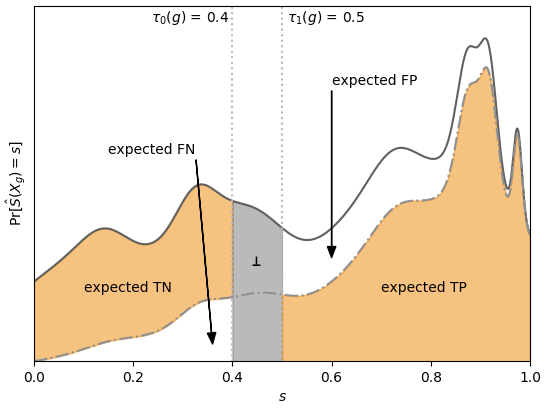 τ₀(g) = 0.4
τ₁(g) = 0.5
expected FP
expected FN
Pr[Ŝ(X_g) = s]
⊥
expected TN
expected TP
0.0
0.2
0.4
0.6
0.8
1.0
s